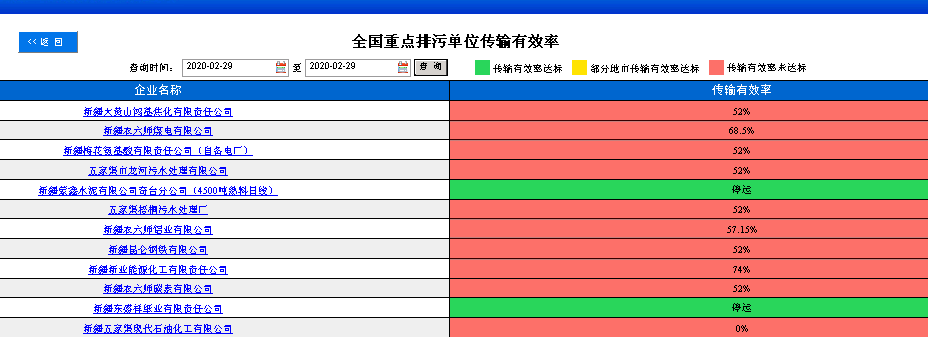 << 返 回
全国重点排污单位传输有效率
查询时间: 2020-02-29 至 2020-02-29 查 询 传输有效率达标 部分地市传输有效率达标 传输有效率未达标
企业名称 传输有效率
新疆大黄山鸿基焦化有限责任公司 52%
新疆农六师煤电有限公司 68.5%
新疆梅花氨基酸有限责任公司（自备电厂） 52%
五家渠市龙河污水处理有限公司 52%
新疆蒙鑫水泥有限公司奇台分公司（4500吨熟料目线） 停运
五家渠梧桐污水处理厂 52%
新疆农六师铝业有限公司 57.15%
新疆昆仑钢铁有限公司 52%
新疆新业能源化工有限责任公司 74%
新疆农六师碳素有限公司 52%
新疆东盛祥纸业有限责任公司 停运
新疆五家渠现代石油化工有限公司 0%